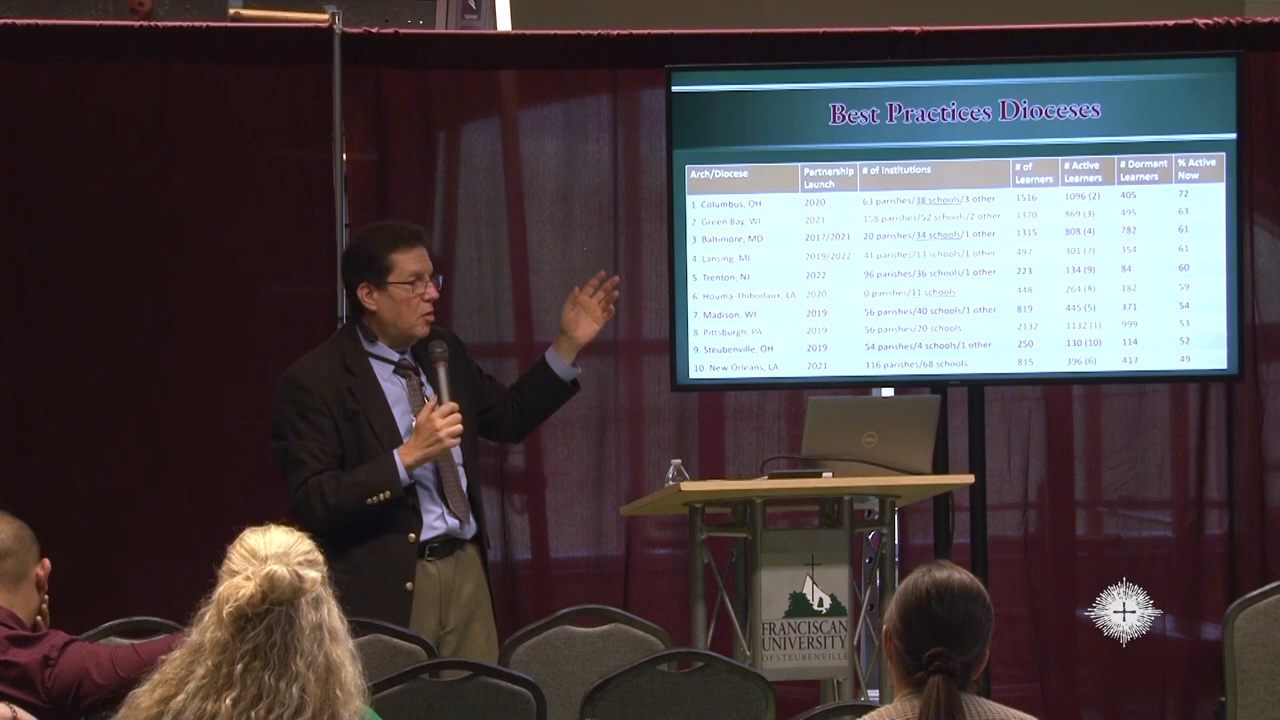 Best Practices Dioceses
Arch/Diocese Partnership Launch # of Institutions # of Learners # Active Learners # Dormant Learners % Active Now
1 Columbus, OH 2020 63 parishes/38 schools/3 other 1516 1096 (2) 405 72
2 Green Bay, WI 2021 158 parishes/52 schools/2 other 1370 869 (3) 495 63
3 Baltimore, MD 2017/2021 20 parishes/34 schools/1 other 1315 808 (4) 782 61
4 Lansing, MI 2019/2022 41 parishes/13 schools/1 other 497 301 (7) 354 61
5 Trenton, NJ 2022 96 parishes/36 schools/1 other 223 134 (9) 84 60
6 Houma-Thibodaux, LA 2020 0 parishes/11 schools 448 264 (8) 182 59
7 Madison, WI 2019 56 parishes/40 schools/1 other 819 445 (5) 371 54
8 Pittsburgh, PA 2019 56 parishes/20 schools 2132 1132 (1) 999 53
9 Steubenville, OH 2019 54 parishes/4 schools/1 other 250 130 (10) 114 52
10 New Orleans, LA 2021 116 parishes/68 schools 815 396 (6) 417 49
DELL
FRANCISCAN
UNIVERSITY
OF STEUBENVILLE